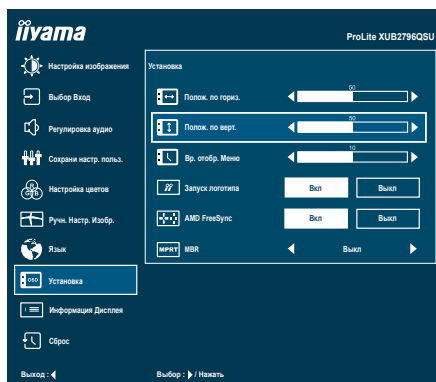 iiyama
ProLite XUB2796QSU
Настройка изображения
Выбор Вход
Регулировка аудио
Сохрани настр. польз.
R
G B
Настройка цветов
Ручн. Настр. Изобр.
Язык
OSD Установка
Информация Дисплея
Сброс
Установка
Полож. по гориз.
50
Полож. по верт.
50
Вр. отобр. Меню
10
Запуск логотипа
Вкл
Выкл
AMD FreeSync
Вкл
Выкл
MPRT MBR
Выкл
Выход :
Выбор : / Нажать